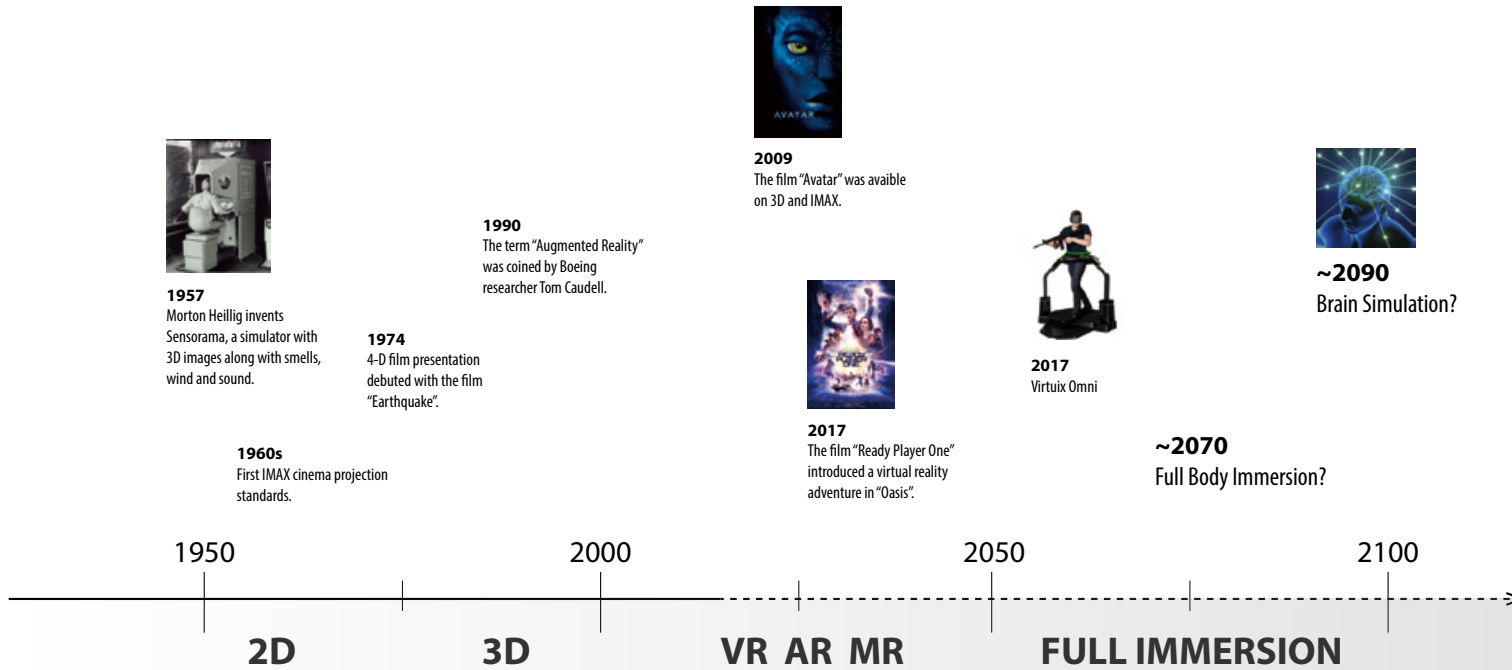 AVATAR
2009
The film “Avatar” was avaible
on 3D and IMAX.
1957
Morton Heillig invents
Sensorama, a simulator with
3D images along with smells,
wind and sound.
1990
The term “Augmented Reality”
was coined by Boeing
researcher Tom Caudell.
1974
4-D film presentation
debuted with the film
“Earthquake”.
1960s
First IMAX cinema projection
standards.
READY
PLAYER
ONE
2017
The film “Ready Player One”
introduced a virtual reality
adventure in “Oasis”.
2017
Virtuix Omni
~2070
Full Body Immersion?
~2090
Brain Simulation?
1950
2000
2050
2100
2D
3D
VR AR MR
FULL IMMERSION